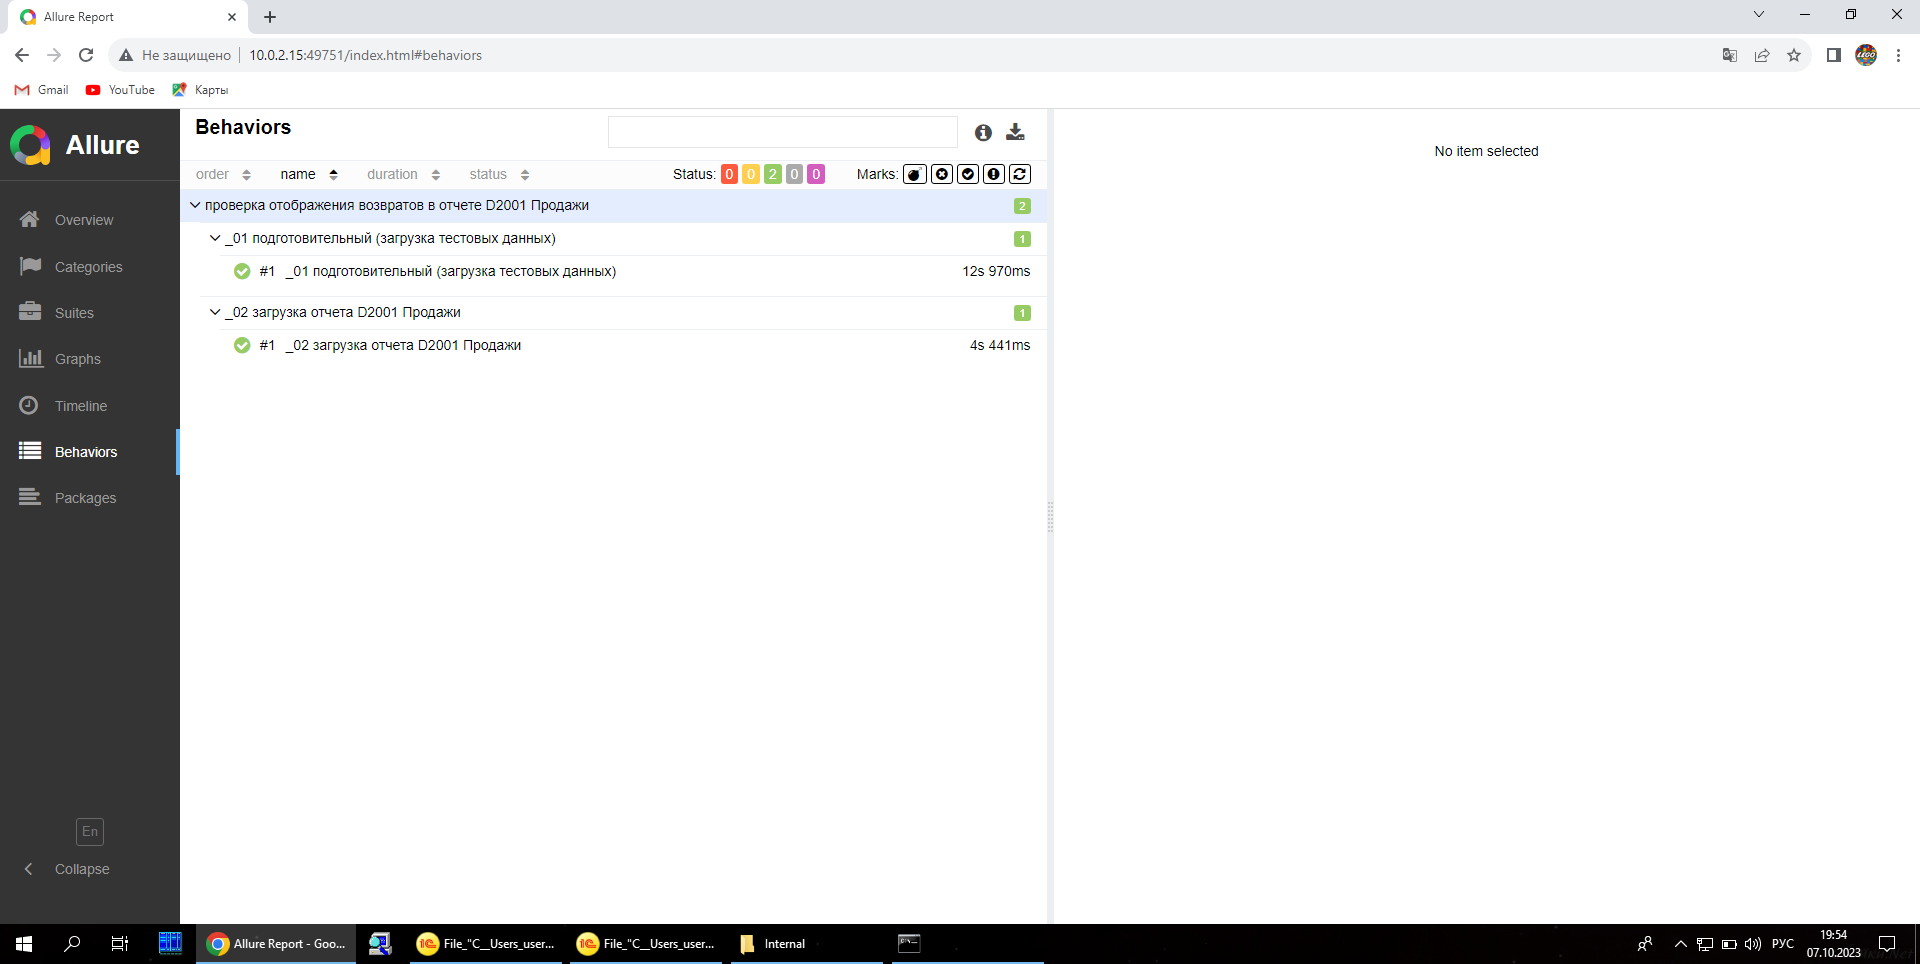 Allure Report
Не защищено
10.0.2.15:49751/index.html#behaviors
Gmail
YouTube
Карты
Allure
Overview
Categories
Suites
Graphs
Timeline
Behaviors
Packages
En
Collapse
Behaviors
order name duration status
Status: 0 0 2 0 0 Marks:
проверка отображения возвратов в отчете D2001 Продажи 2
_01 подготовительный (загрузка тестовых данных) 1
#1 _01 подготовительный (загрузка тестовых данных) 12s 970ms
_02 загрузка отчета D2001 Продажи 1
#1 _02 загрузка отчета D2001 Продажи 4s 441ms
No item selected
Allure Report - Goo...
File_"C__Users_user...
File_"C__Users_user...
Internal
РУС
19:54
07.10.2023